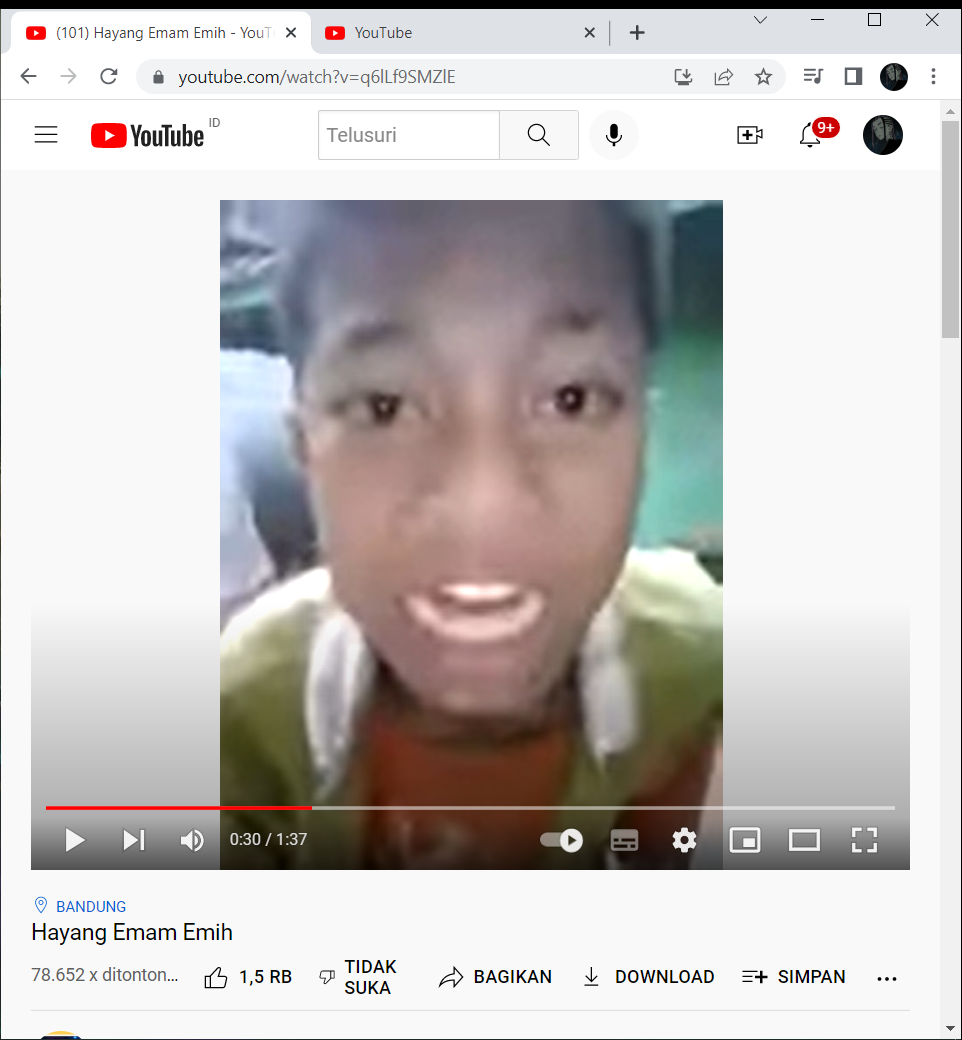 (101) Hayang Emam Emih - YouT
YouTube
youtube.com/watch?v=q6lLf9SMZlE
YouTube ID
Telusuri
9+
0:30 / 1:37
BANDUNG
Hayang Emam Emih
78.652 x ditonton...
1,5 RB
TIDAK
SUKA
BAGIKAN
DOWNLOAD
SIMPAN